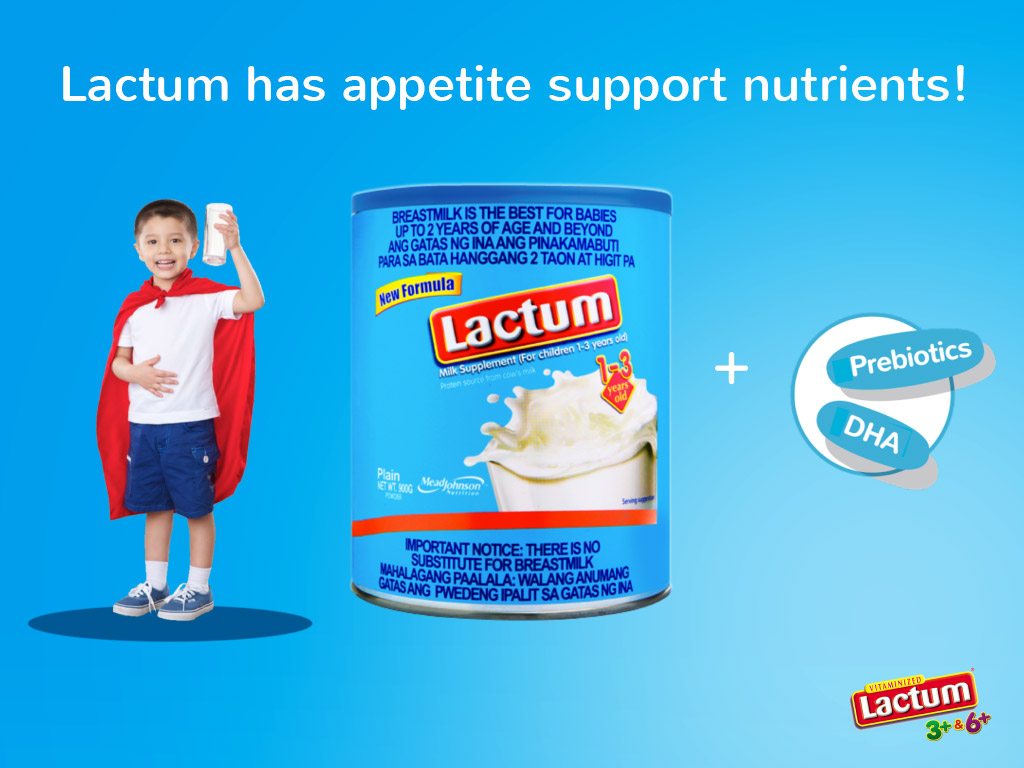 Lactum has appetite support nutrients!
BREASTMILK IS THE BEST FOR BABIES
UP TO 2 YEARS OF AGE AND BEYOND
ANG GATAS NG INA ANG PINAKAMABUTI
PARA SA BATA HANGGANG 2 TAON AT HIGIT PA
New Formula
Lactum
Milk Supplement (For children 1-3 years old)
Protein source from cow's milk
1-3
years
old
Plain
NET WT. 900G
POWDER
MeadJohnson
Nutrition
Serving suggestion
IMPORTANT NOTICE: THERE IS NO
SUBSTITUTE FOR BREASTMILK
MAHALAGANG PAALALA: WALANG ANUMANG
GATAS ANG PWEDENG IPALIT SA GATAS NG INA
+
Prebiotics
DHA
VITAMINIZED
Lactum
3+ & 6+